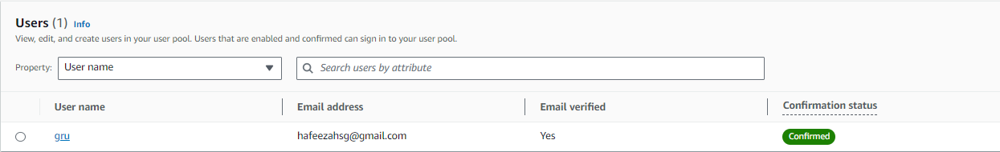 Users (1) Info
View, edit, and create users in your user pool. Users that are enabled and confirmed can sign in to your user pool.
Property: User name Search users by attribute
User name Email address Email verified Confirmation status
gru hafeezahsg@gmail.com Yes Confirmed